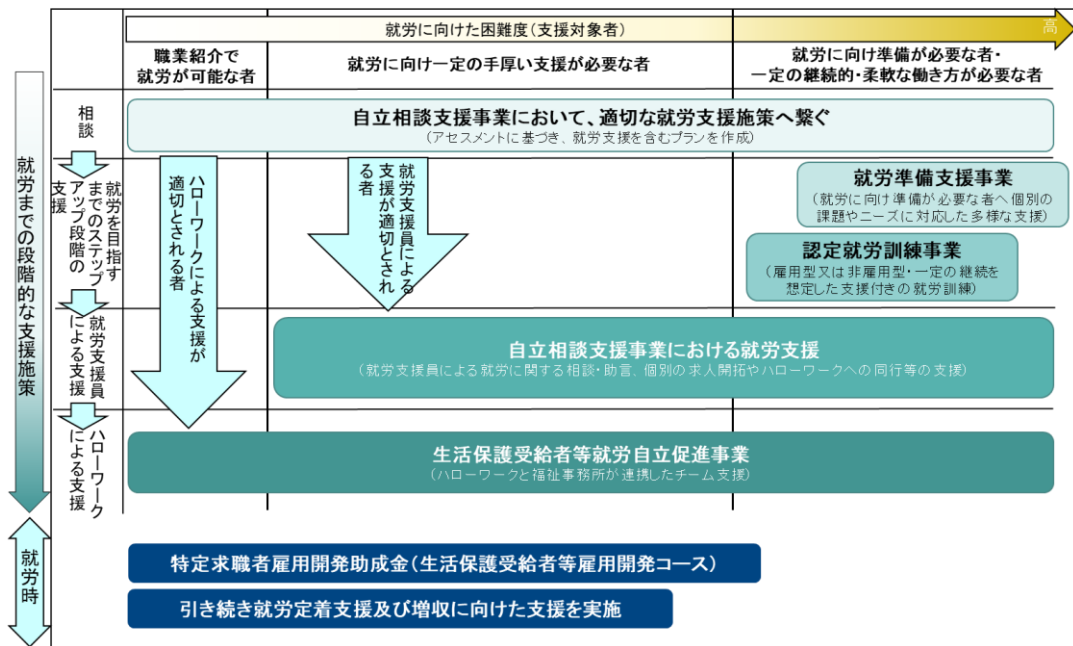 就労に向けた困難度(支援対象者)
高
職業紹介で
就労が可能な者
就労に向け一定の手厚い支援が必要な者
就労に向け準備が必要な者・
一定の継続的・柔軟な働き方が必要な者
就労までの段階的な支援施策
相談
自立相談支援事業において、適切な就労支援施策へ繋ぐ
(アセスメントに基づき、就労支援を含むプランを作成)
就労を目指す
までのステップ
アップ段階の
支援
ハローワークによる支援が
適切とされる者
就労支援員による
支援が適切とされ
る者
就労準備支援事業
(就労に向け準備が必要な者へ個別の
課題やニーズに対応した多様な支援)
認定就労訓練事業
(雇用型又は非雇用型・一定の継続を
想定した支援付きの就労訓練)
就労支援員
による支援
自立相談支援事業における就労支援
(就労支援員による就労に関する相談・助言、個別の求人開拓やハローワークへの同行等の支援)
ハローワーク
による支援
生活保護受給者等就労自立促進事業
(ハローワークと福祉事務所が連携したチーム支援)
就労時
特定求職者雇用開発助成金(生活保護受給者等雇用開発コース)
引き続き就労定着支援及び増収に向けた支援を実施